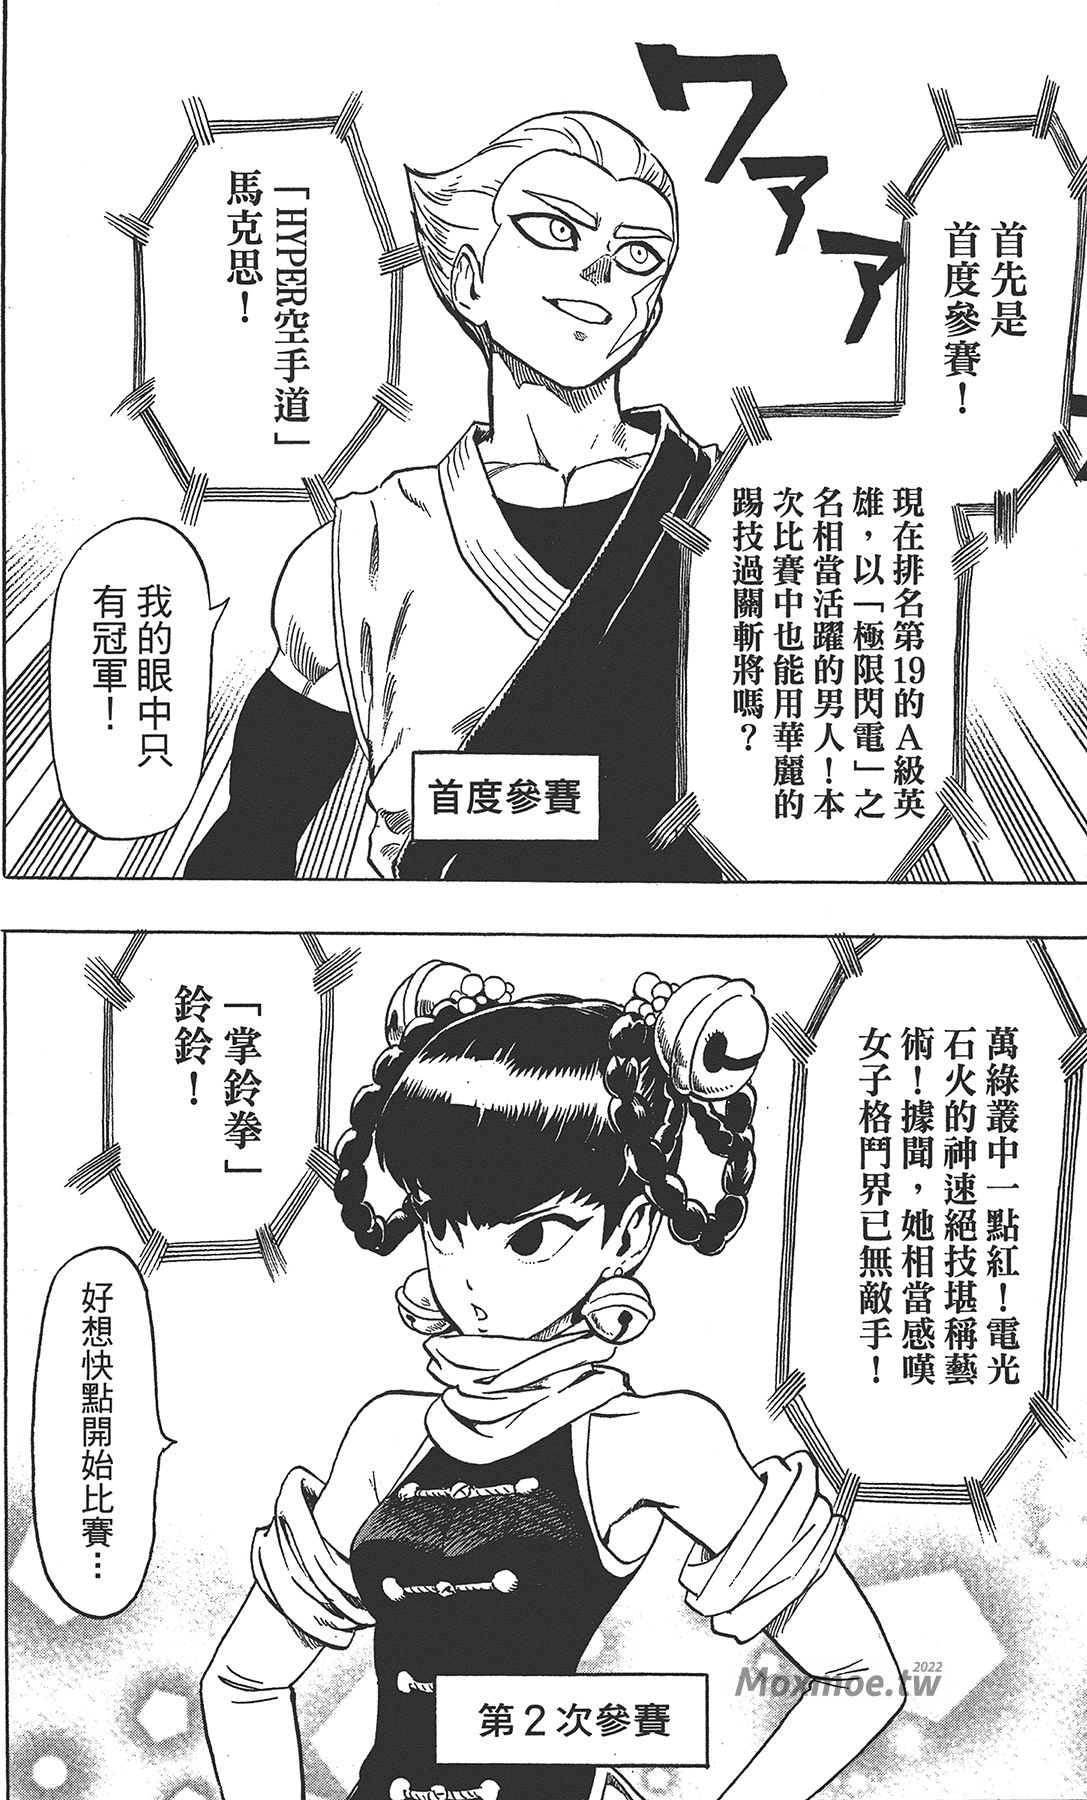 ワァァァ
首先是
首度參賽！
現在排名第19的A級英
雄，以「極限閃電」之
名相當活躍的男人！本
次比賽中也能用華麗的
踢技過關斬將嗎？
「HYPER空手道」
馬克思！
我的眼中只
有冠軍！
首度參賽
萬綠叢中一點紅！電光
石火的神速絕技堪稱藝
術！據聞，她相當感嘆
女子格鬥界已無敵手！
「掌鈴拳」
鈴鈴！
好想快點開始比賽…
第2次參賽
Moxmoe.tw
2022